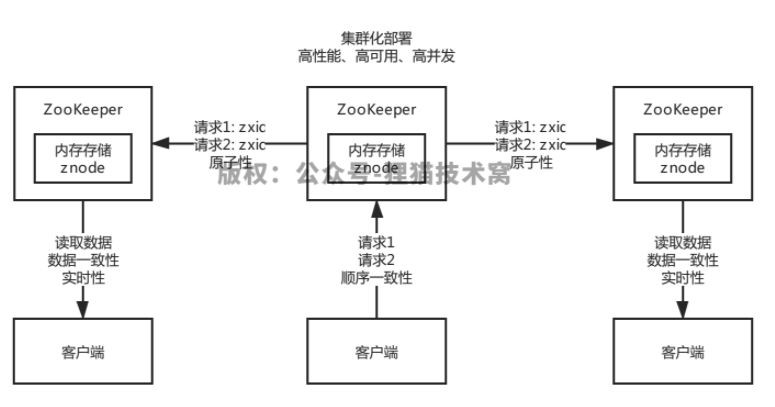 集群化部署
高性能、高可用、高并发
ZooKeeper
内存存储
znode
请求1: zxic
请求2: zxic
原子性
ZooKeeper
内存存储
znode
请求1: zxic
请求2: zxic
原子性
ZooKeeper
内存存储
znode
版权：公众号-狸猫技术窝
读取数据
数据一致性
实时性
请求1
请求2
顺序一致性
读取数据
数据一致性
实时性
客户端
客户端
客户端